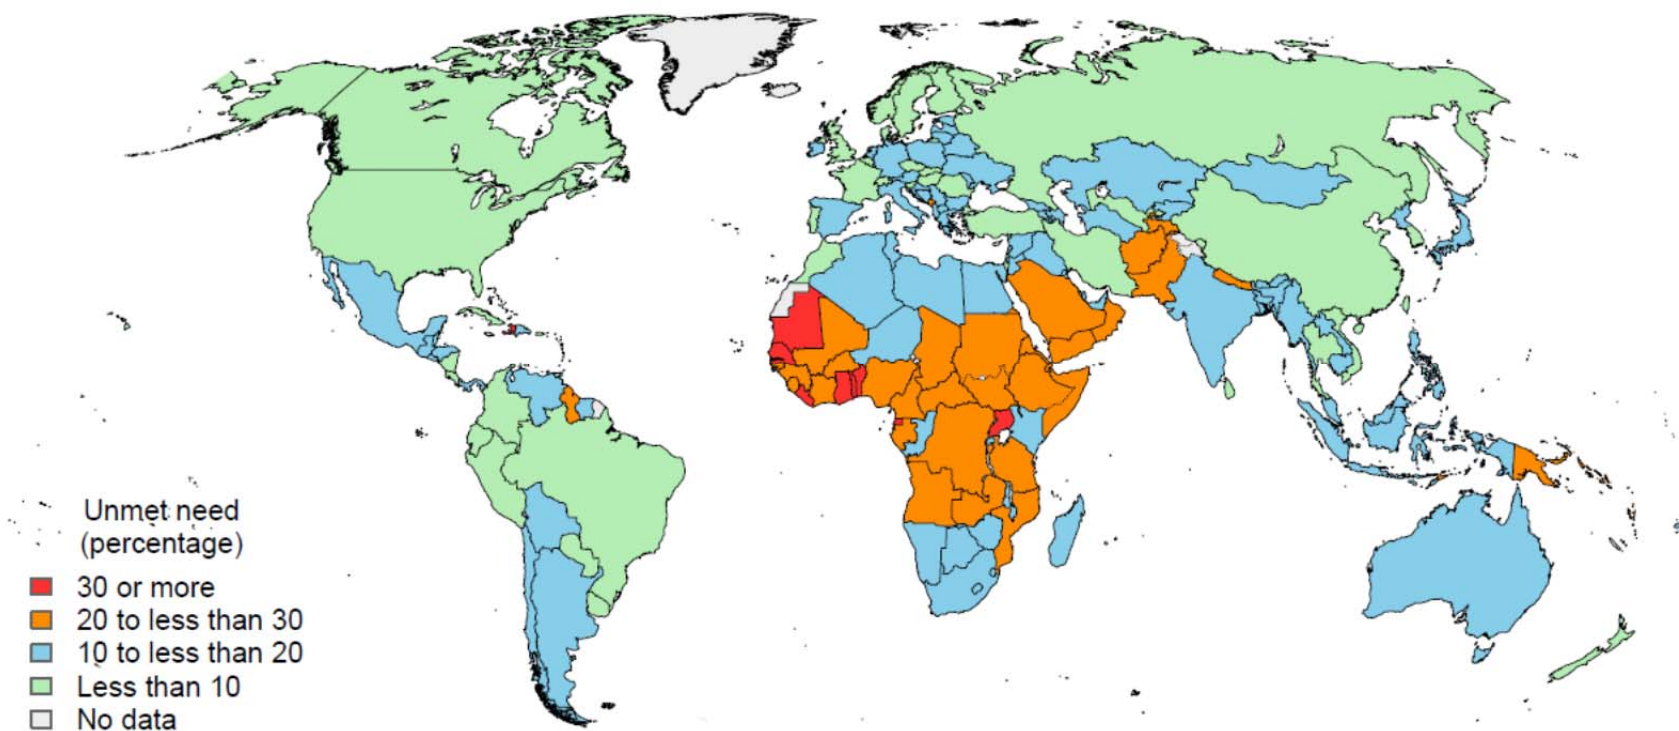 Unmet need
(percentage)
30 or more
20 to less than 30
10 to less than 20
Less than 10
No data